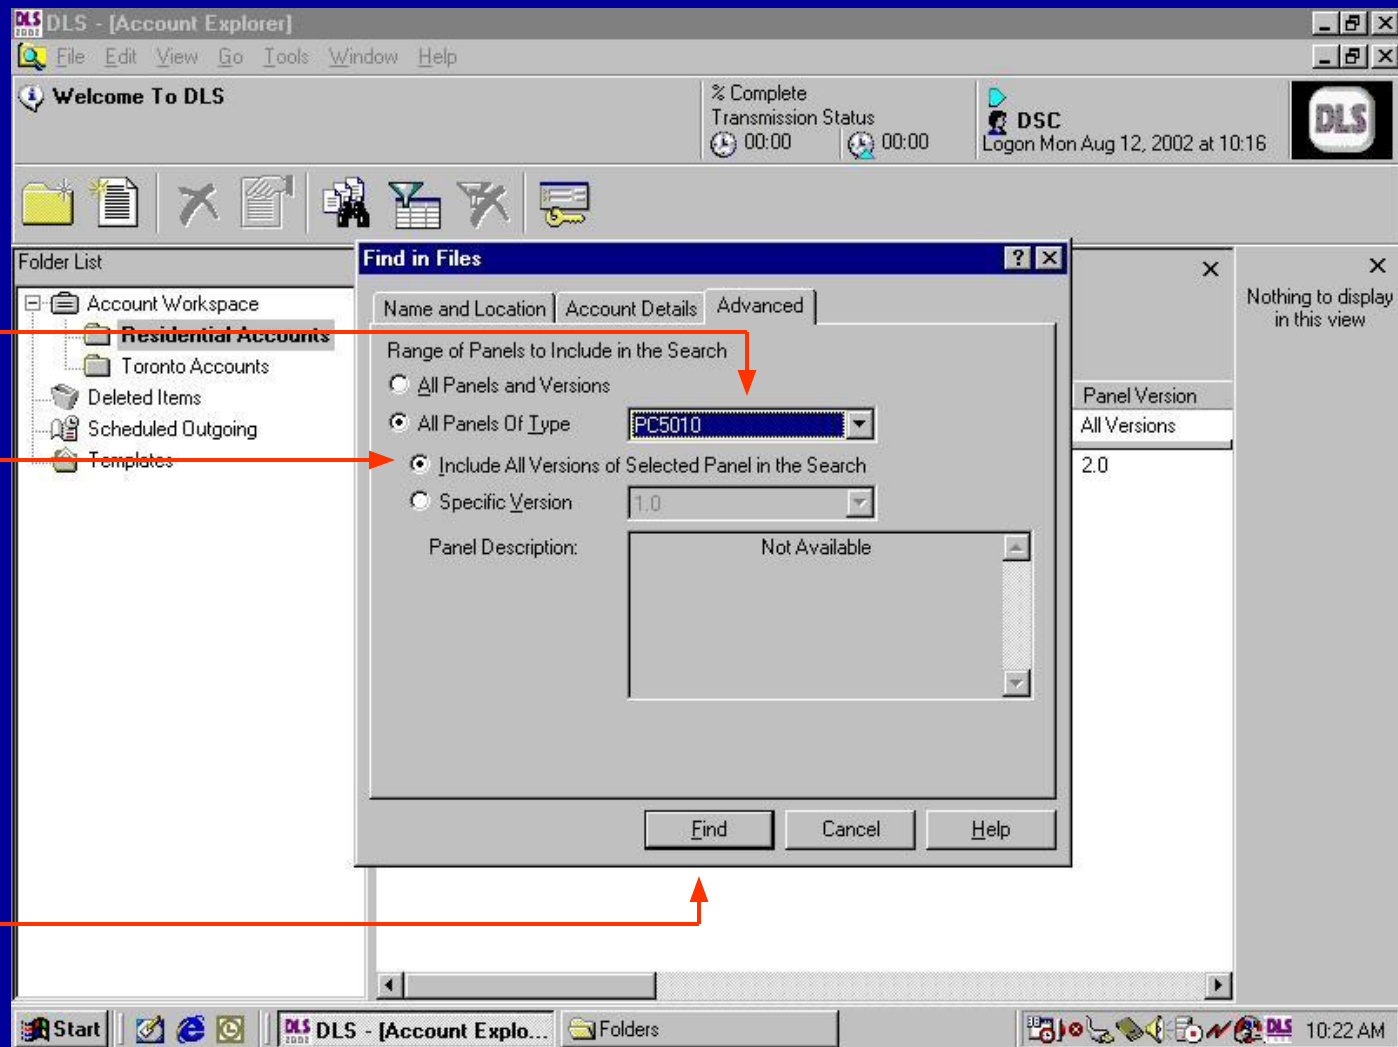 DLS 2002 DLS - [Account Explorer]
File Edit View Go Tools Window Help
Welcome To DLS
% Complete
Transmission Status
00:00 00:00
DSC
Logon Mon Aug 12, 2002 at 10:16
DLS
Folder List
Account Workspace
Residential Accounts
Toronto Accounts
Deleted Items
Scheduled Outgoing
Templates
Find in Files
Name and Location Account Details Advanced
Range of Panels to Include in the Search
All Panels and Versions
All Panels Of Type PC5010
Include All Versions of Selected Panel in the Search
Specific Version 1.0
Panel Description: Not Available
Find Cancel Help
Panel Version
All Versions
2.0
Nothing to display
in this view
Start DLS 2002 DLS - [Account Explo... Folders DLS 10:22 AM